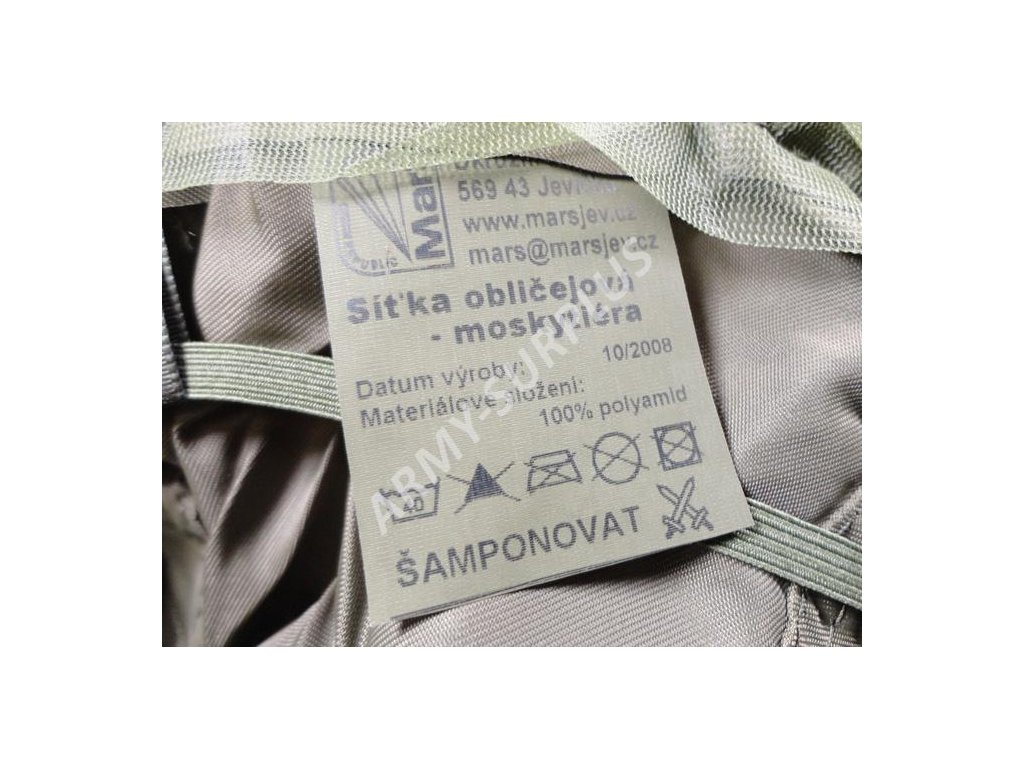 Mar
569 43
www.marsjev.cz
mars@marsjev.cz
Síťka obličejová
- moskytiéra
Datum výroby: 10/2008
Materiálové složení:
100% polyamid
40
ŠAMPONOVAT
ARMY-SURPLUS